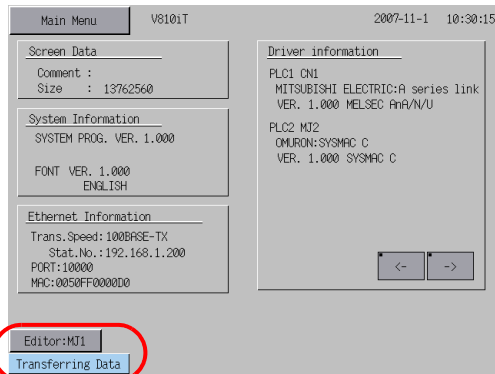 Main Menu V810iT 2007-11-1 10:30:15
Screen Data
Comment :
Size : 13762560
System Information
SYSTEM PROG. VER. 1.000
FONT VER. 1.000
ENGLISH
Ethernet Information
Trans.Speed:100BASE-TX
Stat.No.:192.168.1.200
PORT:10000
MAC:0050FF0000D0
Driver information
PLC1 CN1
MITSUBISHI ELECTRIC:A series link
VER. 1.000 MELSEC AnA/N/U
PLC2 MJ2
OMURON:SYSMAC C
VER. 1.000 SYSMAC C
<- ->
Editor:MJ1
Transferring Data